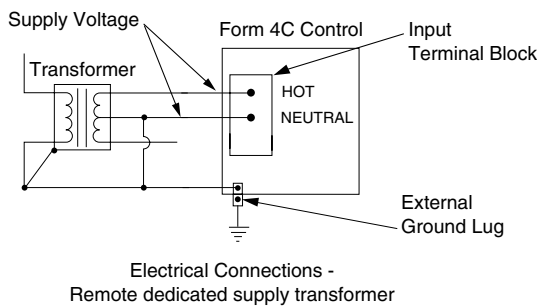 Supply Voltage
Form 4C Control
Input
Terminal Block
Transformer
HOT
NEUTRAL
External
Ground Lug
Electrical Connections -
Remote dedicated supply transformer